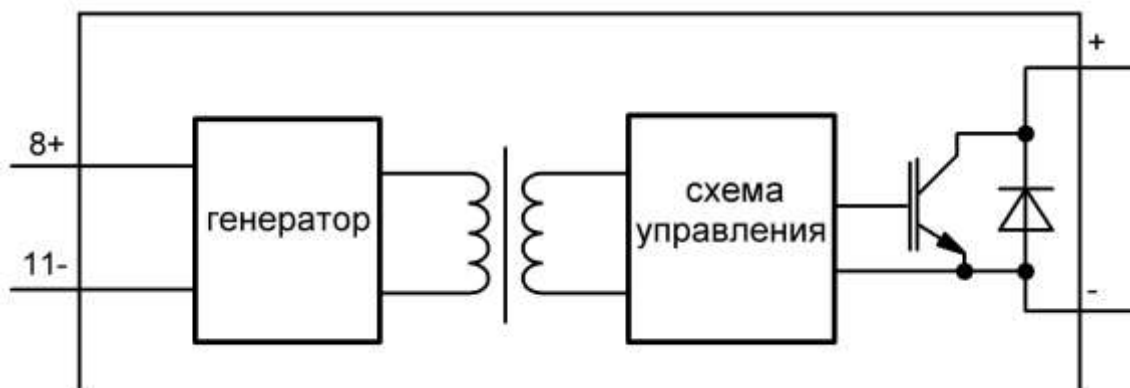 8+
11-
генератор
схема
управления
+
-